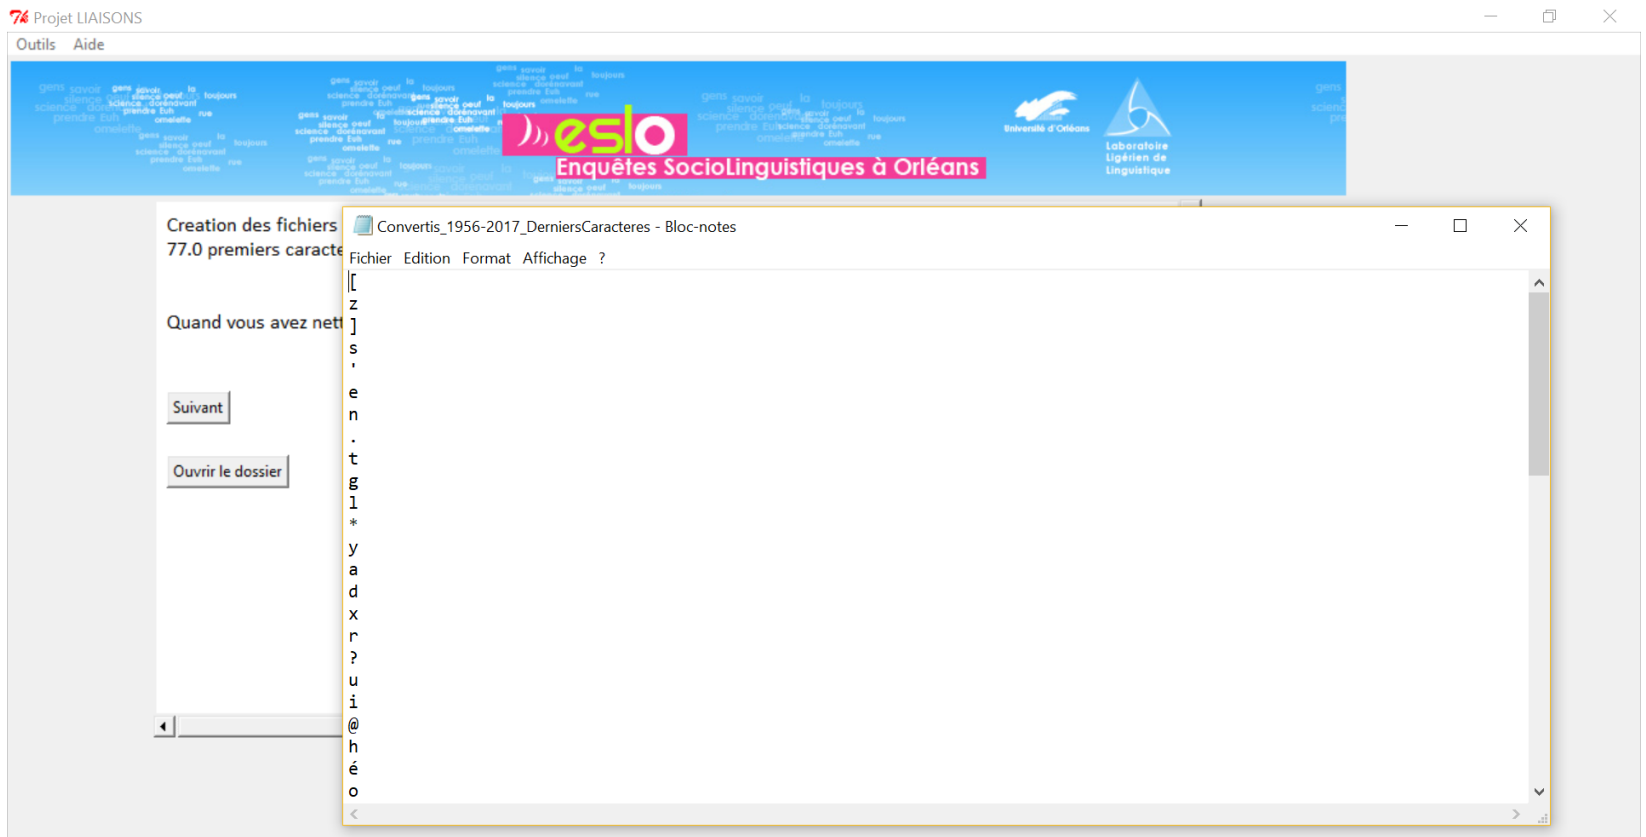 Projet LIAISONS
Outils Aide
eslo
Enquêtes SocioLinguistiques à Orléans
Université d'Orléans
Laboratoire
Ligérien de
Linguistique
Creation des fichiers
77.0 premiers caracte
Quand vous avez nett
Suivant
Ouvrir le dossier
Convertis_1956-2017_DerniersCaracteres - Bloc-notes
Fichier Edition Format Affichage ?
[
z
]
s
'
e
n
.
t
g
l
*
y
a
d
x
r
?
u
i
@
h
é
o